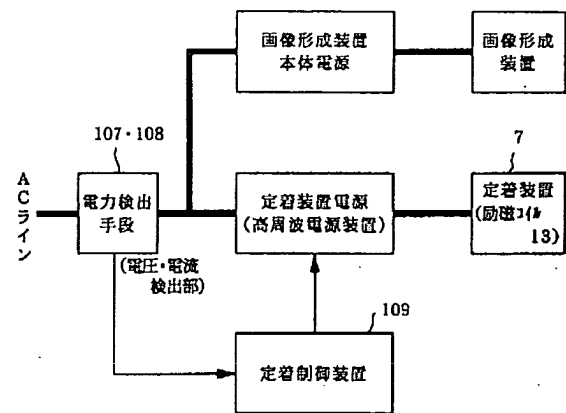 画像形成装置
本体電源
画像形成
装置
107・108
7
ACライン
電力検出
手段
(電圧・電流
検出部)
定着装置電源
(高周波電源装置)
定着装置
(励磁コイル
13)
109
定着制御装置